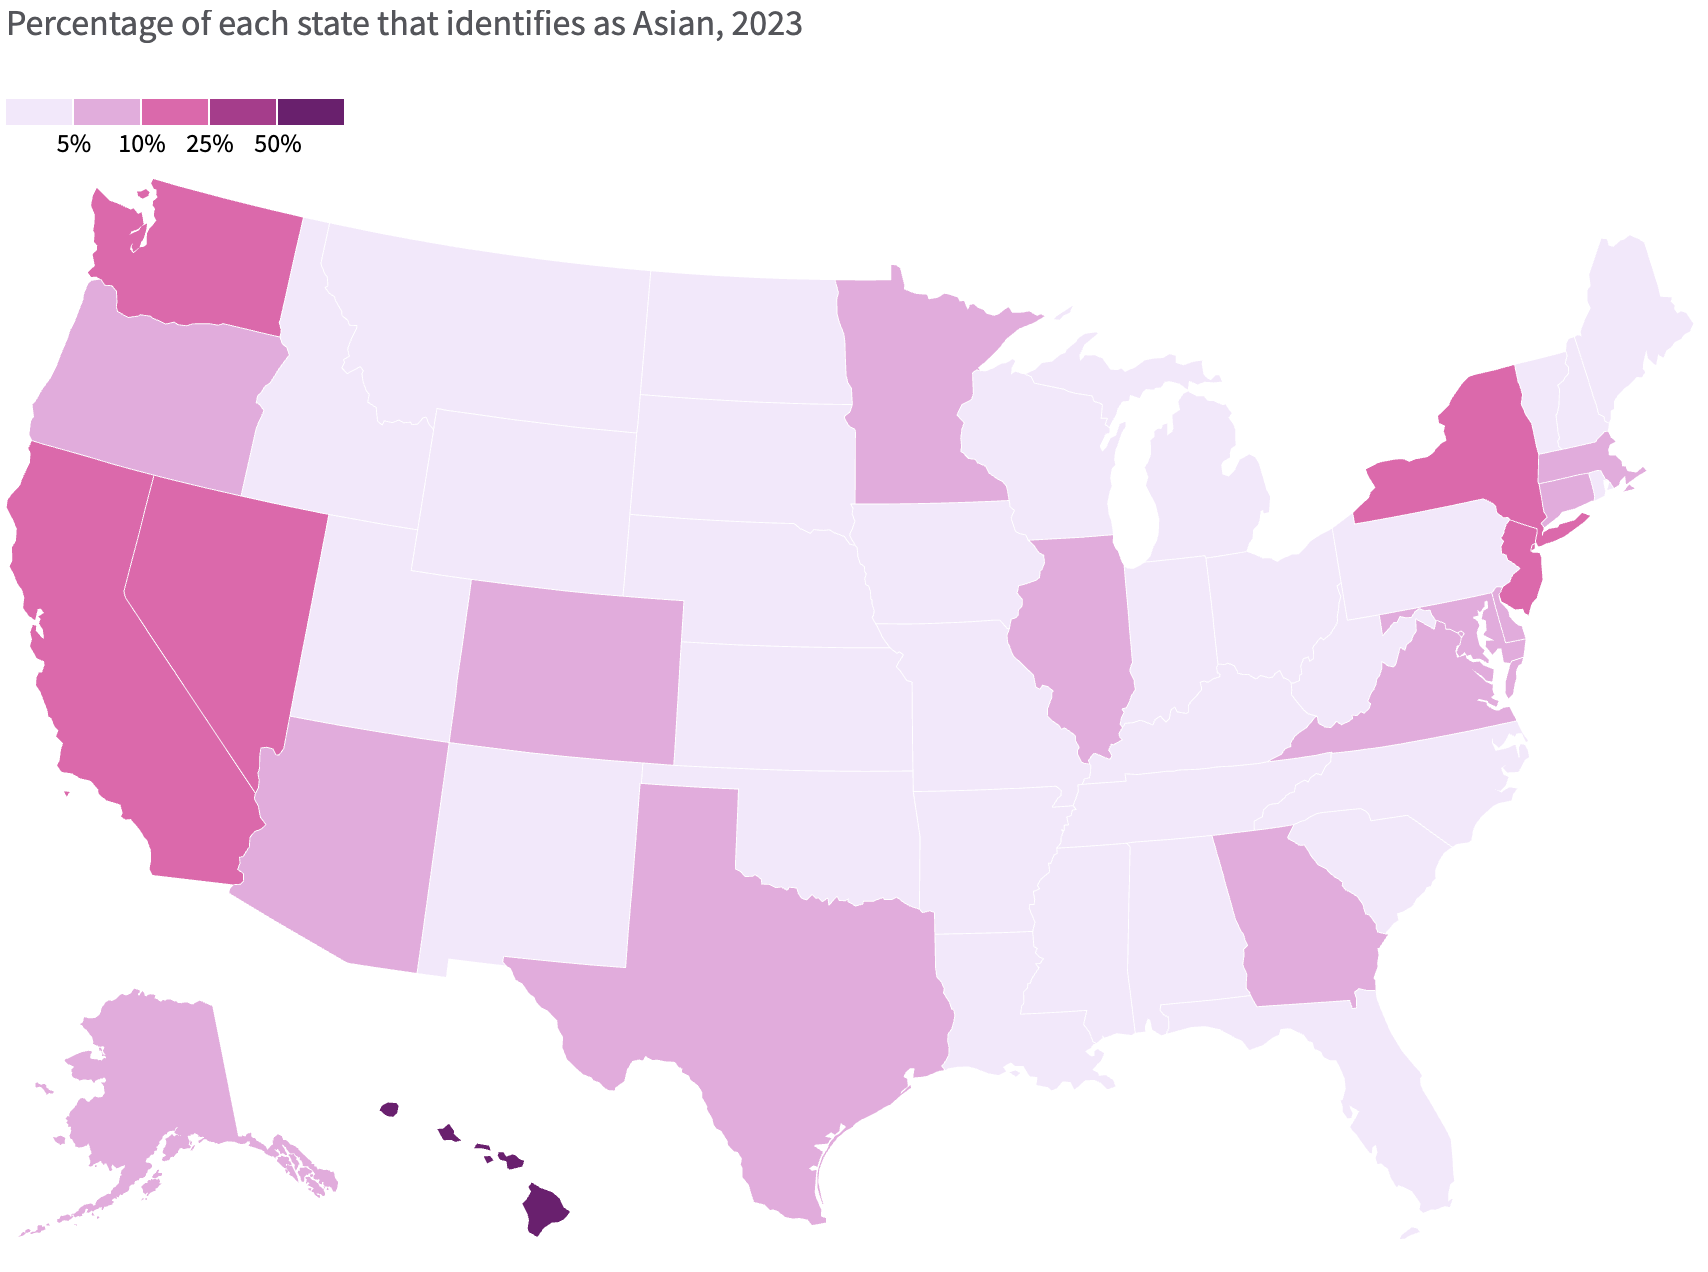 Percentage of each state that identifies as Asian, 2023
5% 10% 25% 50%